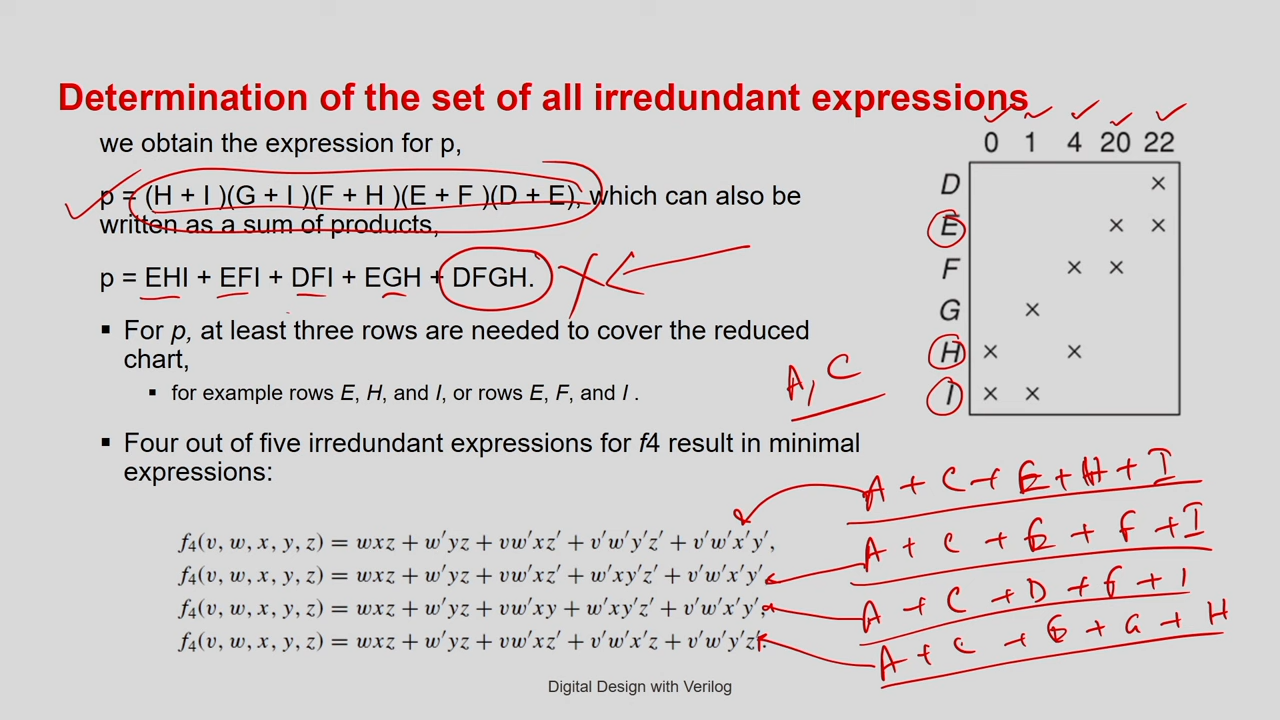 Determination of the set of all irredundant expressions
we obtain the expression for p,
p = (H + I )(G + I )(F + H )(E + F )(D + E), which can also be
written as a sum of products,
p = EHI + EFI + DFI + EGH + DFGH.
▪ For p, at least three rows are needed to cover the reduced
chart,
▪ for example rows E, H, and I, or rows E, F, and I .
▪ Four out of five irredundant expressions for f4 result in minimal
expressions:
f₄(v, w, x, y, z) = wxz + w′yz + vw′xz′ + v′w′y′z′ + v′w′x′y′,
f₄(v, w, x, y, z) = wxz + w′yz + vw′xz′ + w′xy′z′ + v′w′x′y′,
f₄(v, w, x, y, z) = wxz + w′yz + vw′xy + w′xy′z′ + v′w′x′y′,
f₄(v, w, x, y, z) = wxz + w′yz + vw′xz′ + v′w′x′z + v′w′y′z′.
0 1 4 20 22
D ×
E × ×
F × ×
G ×
H × ×
I × ×
A, C
A + C + E + H + I
A + C + E + F + I
A + C + D + F + I
A + C + E + G + H
Digital Design with Verilog